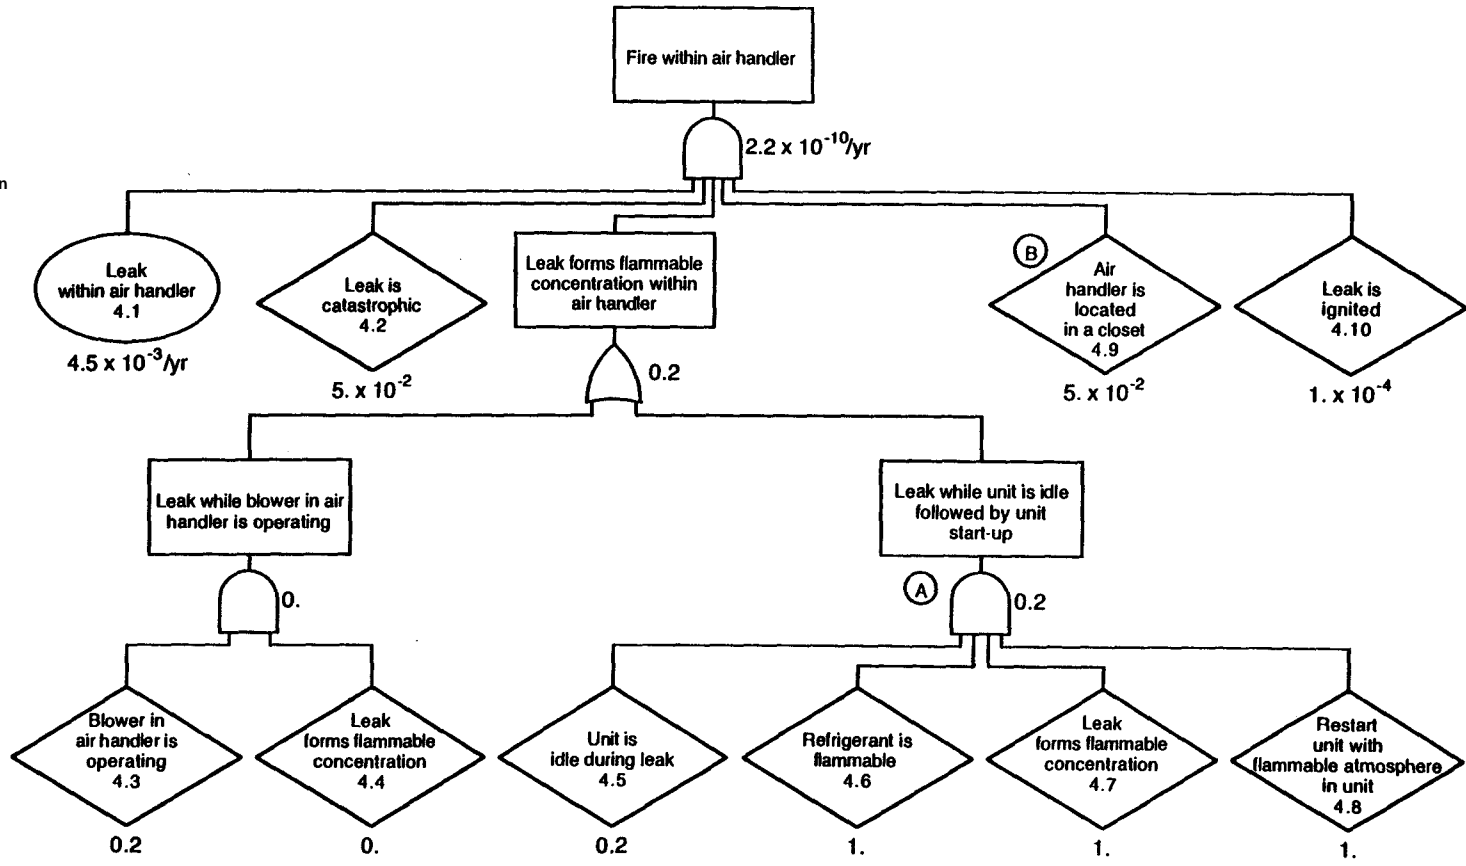 Fire within air handler
2.2 x 10⁻¹⁰/yr
n
Leak
within air handler
4.1
4.5 x 10⁻³/yr
Leak is
catastrophic
4.2
5. x 10⁻²
Leak forms flammable
concentration within
air handler
0.2
B
Air
handler is
located
in a closet
4.9
5. x 10⁻²
Leak is
ignited
4.10
1. x 10⁻⁴
Leak while blower in air
handler is operating
0.
Leak while unit is idle
followed by unit
start-up
A
0.2
Blower in
air handler is
operating
4.3
0.2
Leak
forms flammable
concentration
4.4
0.
Unit is
idle during leak
4.5
0.2
Refrigerant is
flammable
4.6
1.
Leak
forms flammable
concentration
4.7
1.
Restart
unit with
flammable atmosphere
in unit
4.8
1.